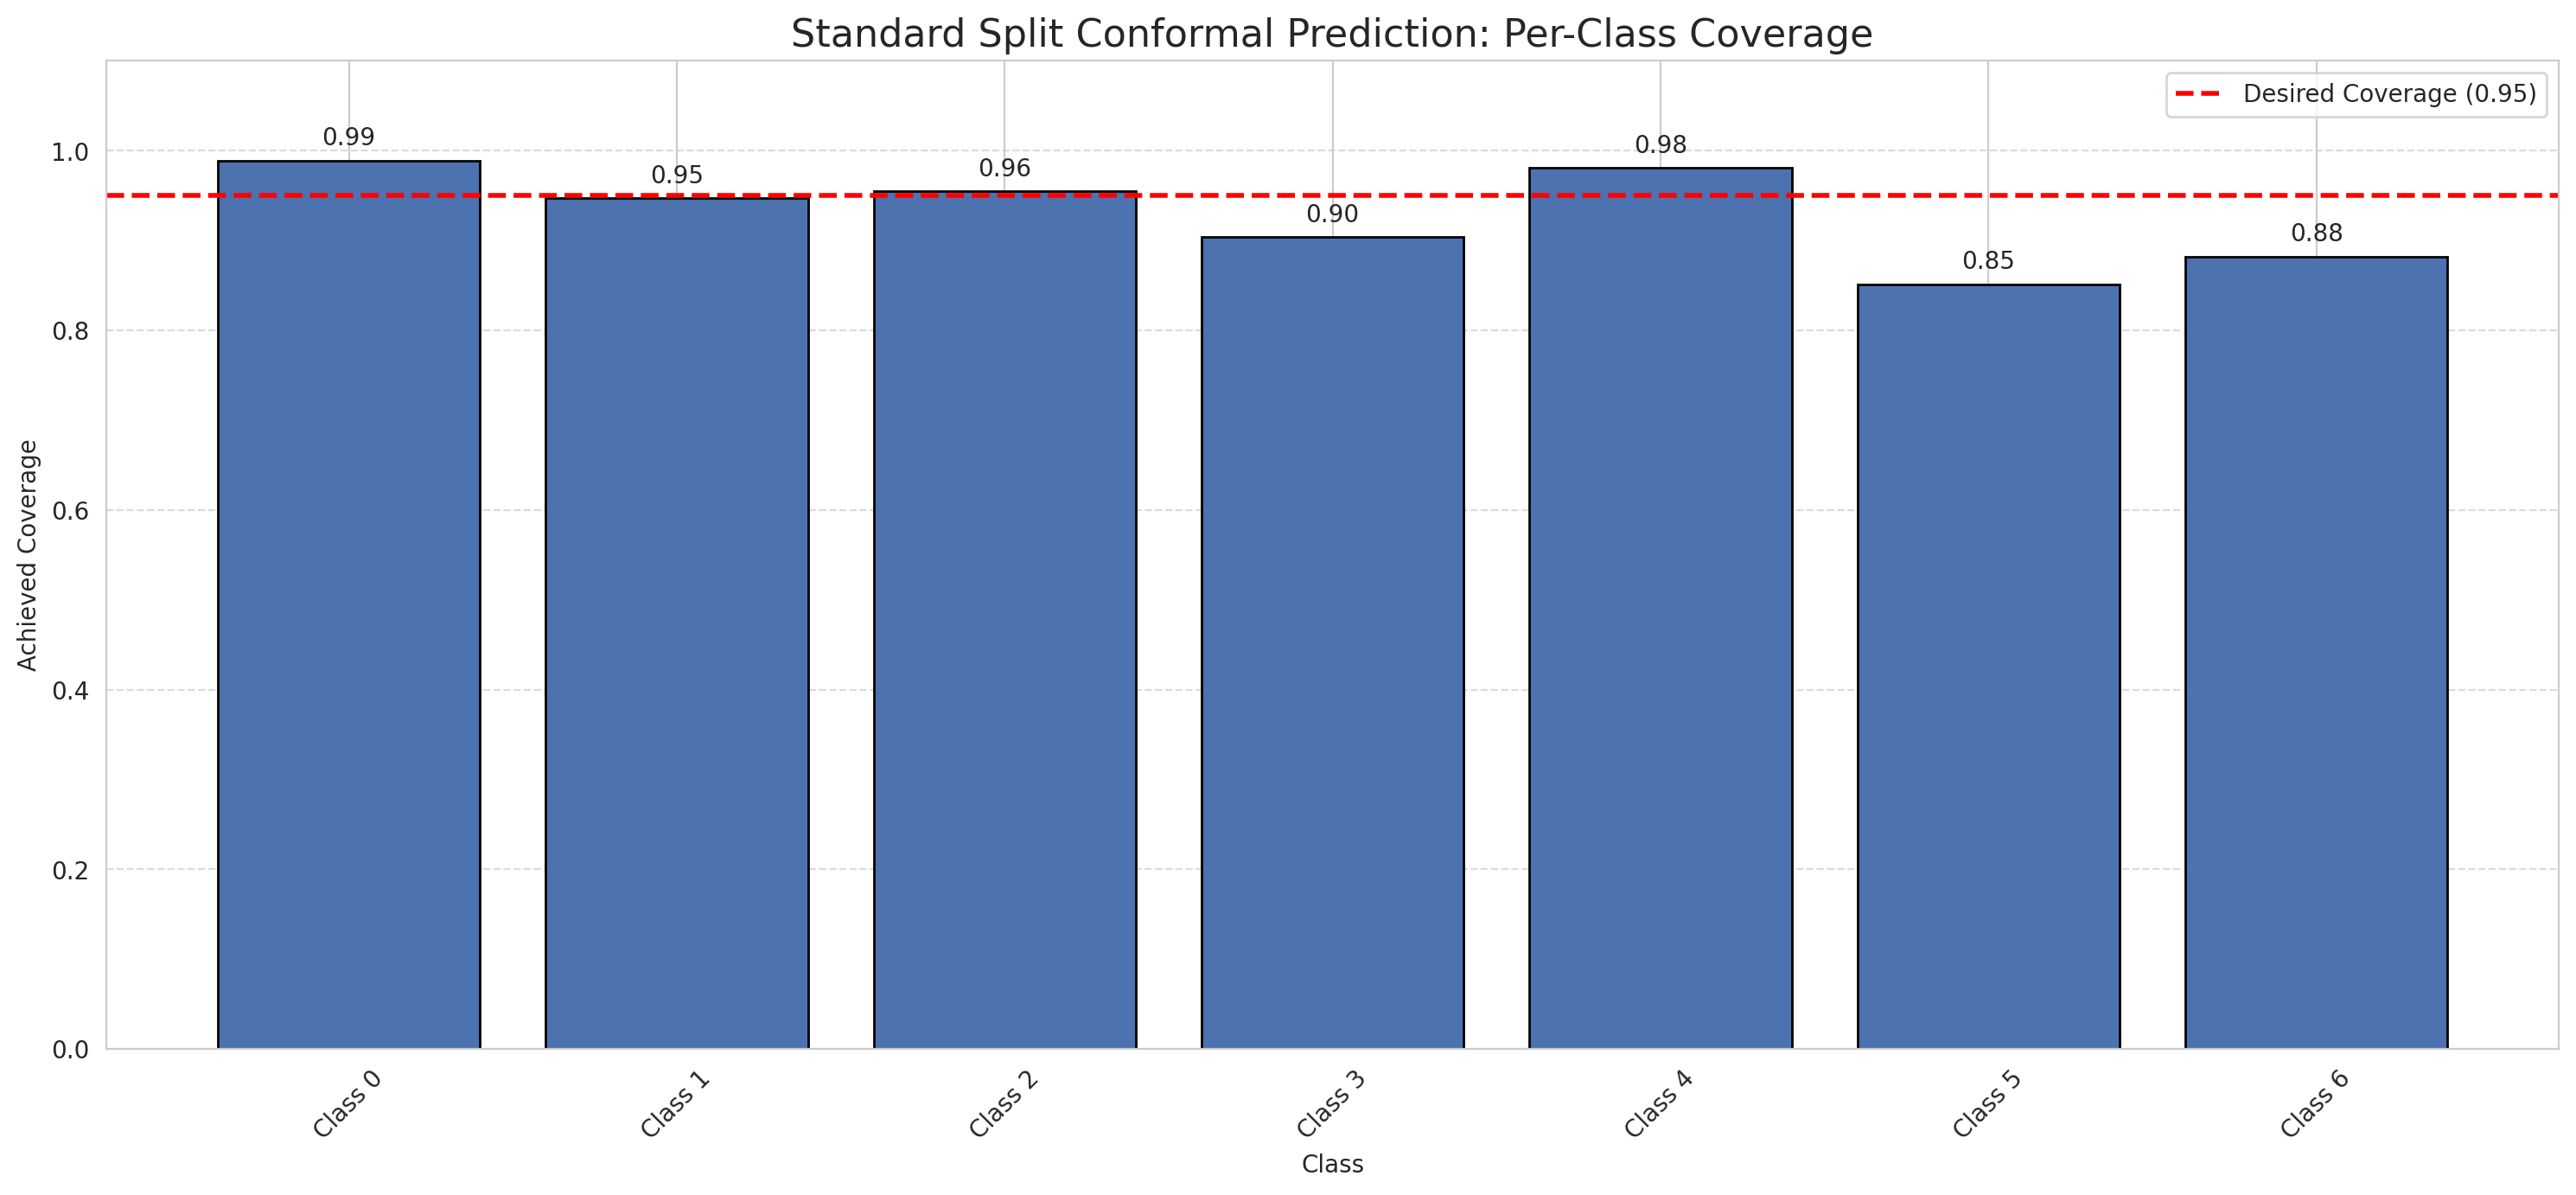 Standard Split Conformal Prediction: Per-Class Coverage
Desired Coverage (0.95)
Achieved Coverage
1.0
0.8
0.6
0.4
0.2
0.0
0.99
0.95
0.96
0.90
0.98
0.85
0.88
Class 0
Class 1
Class 2
Class 3
Class 4
Class 5
Class 6
Class